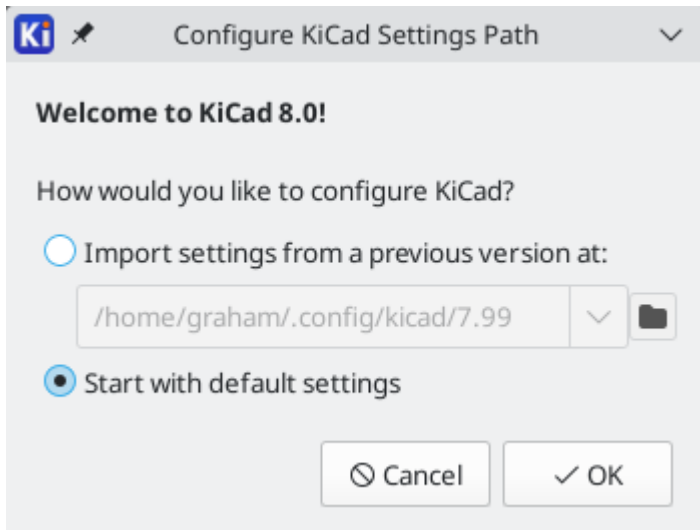 Ki
Configure KiCad Settings Path
Welcome to KiCad 8.0!
How would you like to configure KiCad?
Import settings from a previous version at:
/home/graham/.config/kicad/7.99
Start with default settings
Cancel
OK